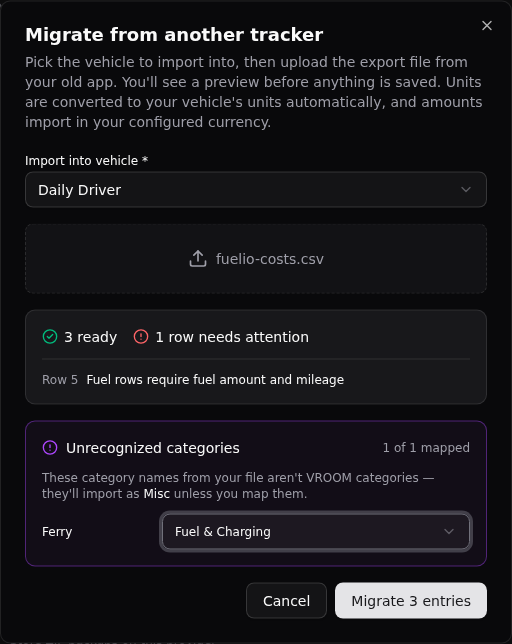 Migrate from another tracker
Pick the vehicle to import into, then upload the export file from
your old app. You'll see a preview before anything is saved. Units
are converted to your vehicle's units automatically, and amounts
import in your configured currency.
Import into vehicle *
Daily Driver
fuelio-costs.csv
3 ready 1 row needs attention
Row 5 Fuel rows require fuel amount and mileage
Unrecognized categories 1 of 1 mapped
These category names from your file aren't VROOM categories —
they'll import as Misc unless you map them.
Ferry Fuel & Charging
Cancel Migrate 3 entries